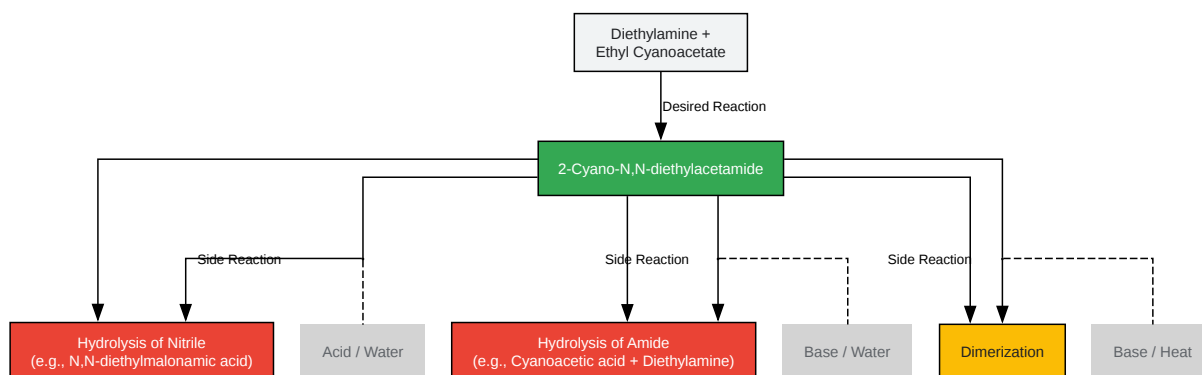 Diethylamine +
Ethyl Cyanoacetate
Desired Reaction
2-Cyano-N,N-diethylacetamide
Side Reaction
Side Reaction
Side Reaction
Hydrolysis of Nitrile
(e.g., N,N-diethylmalonamic acid)
Acid / Water
Hydrolysis of Amide
(e.g., Cyanoacetic acid + Diethylamine)
Base / Water
Dimerization
Base / Heat